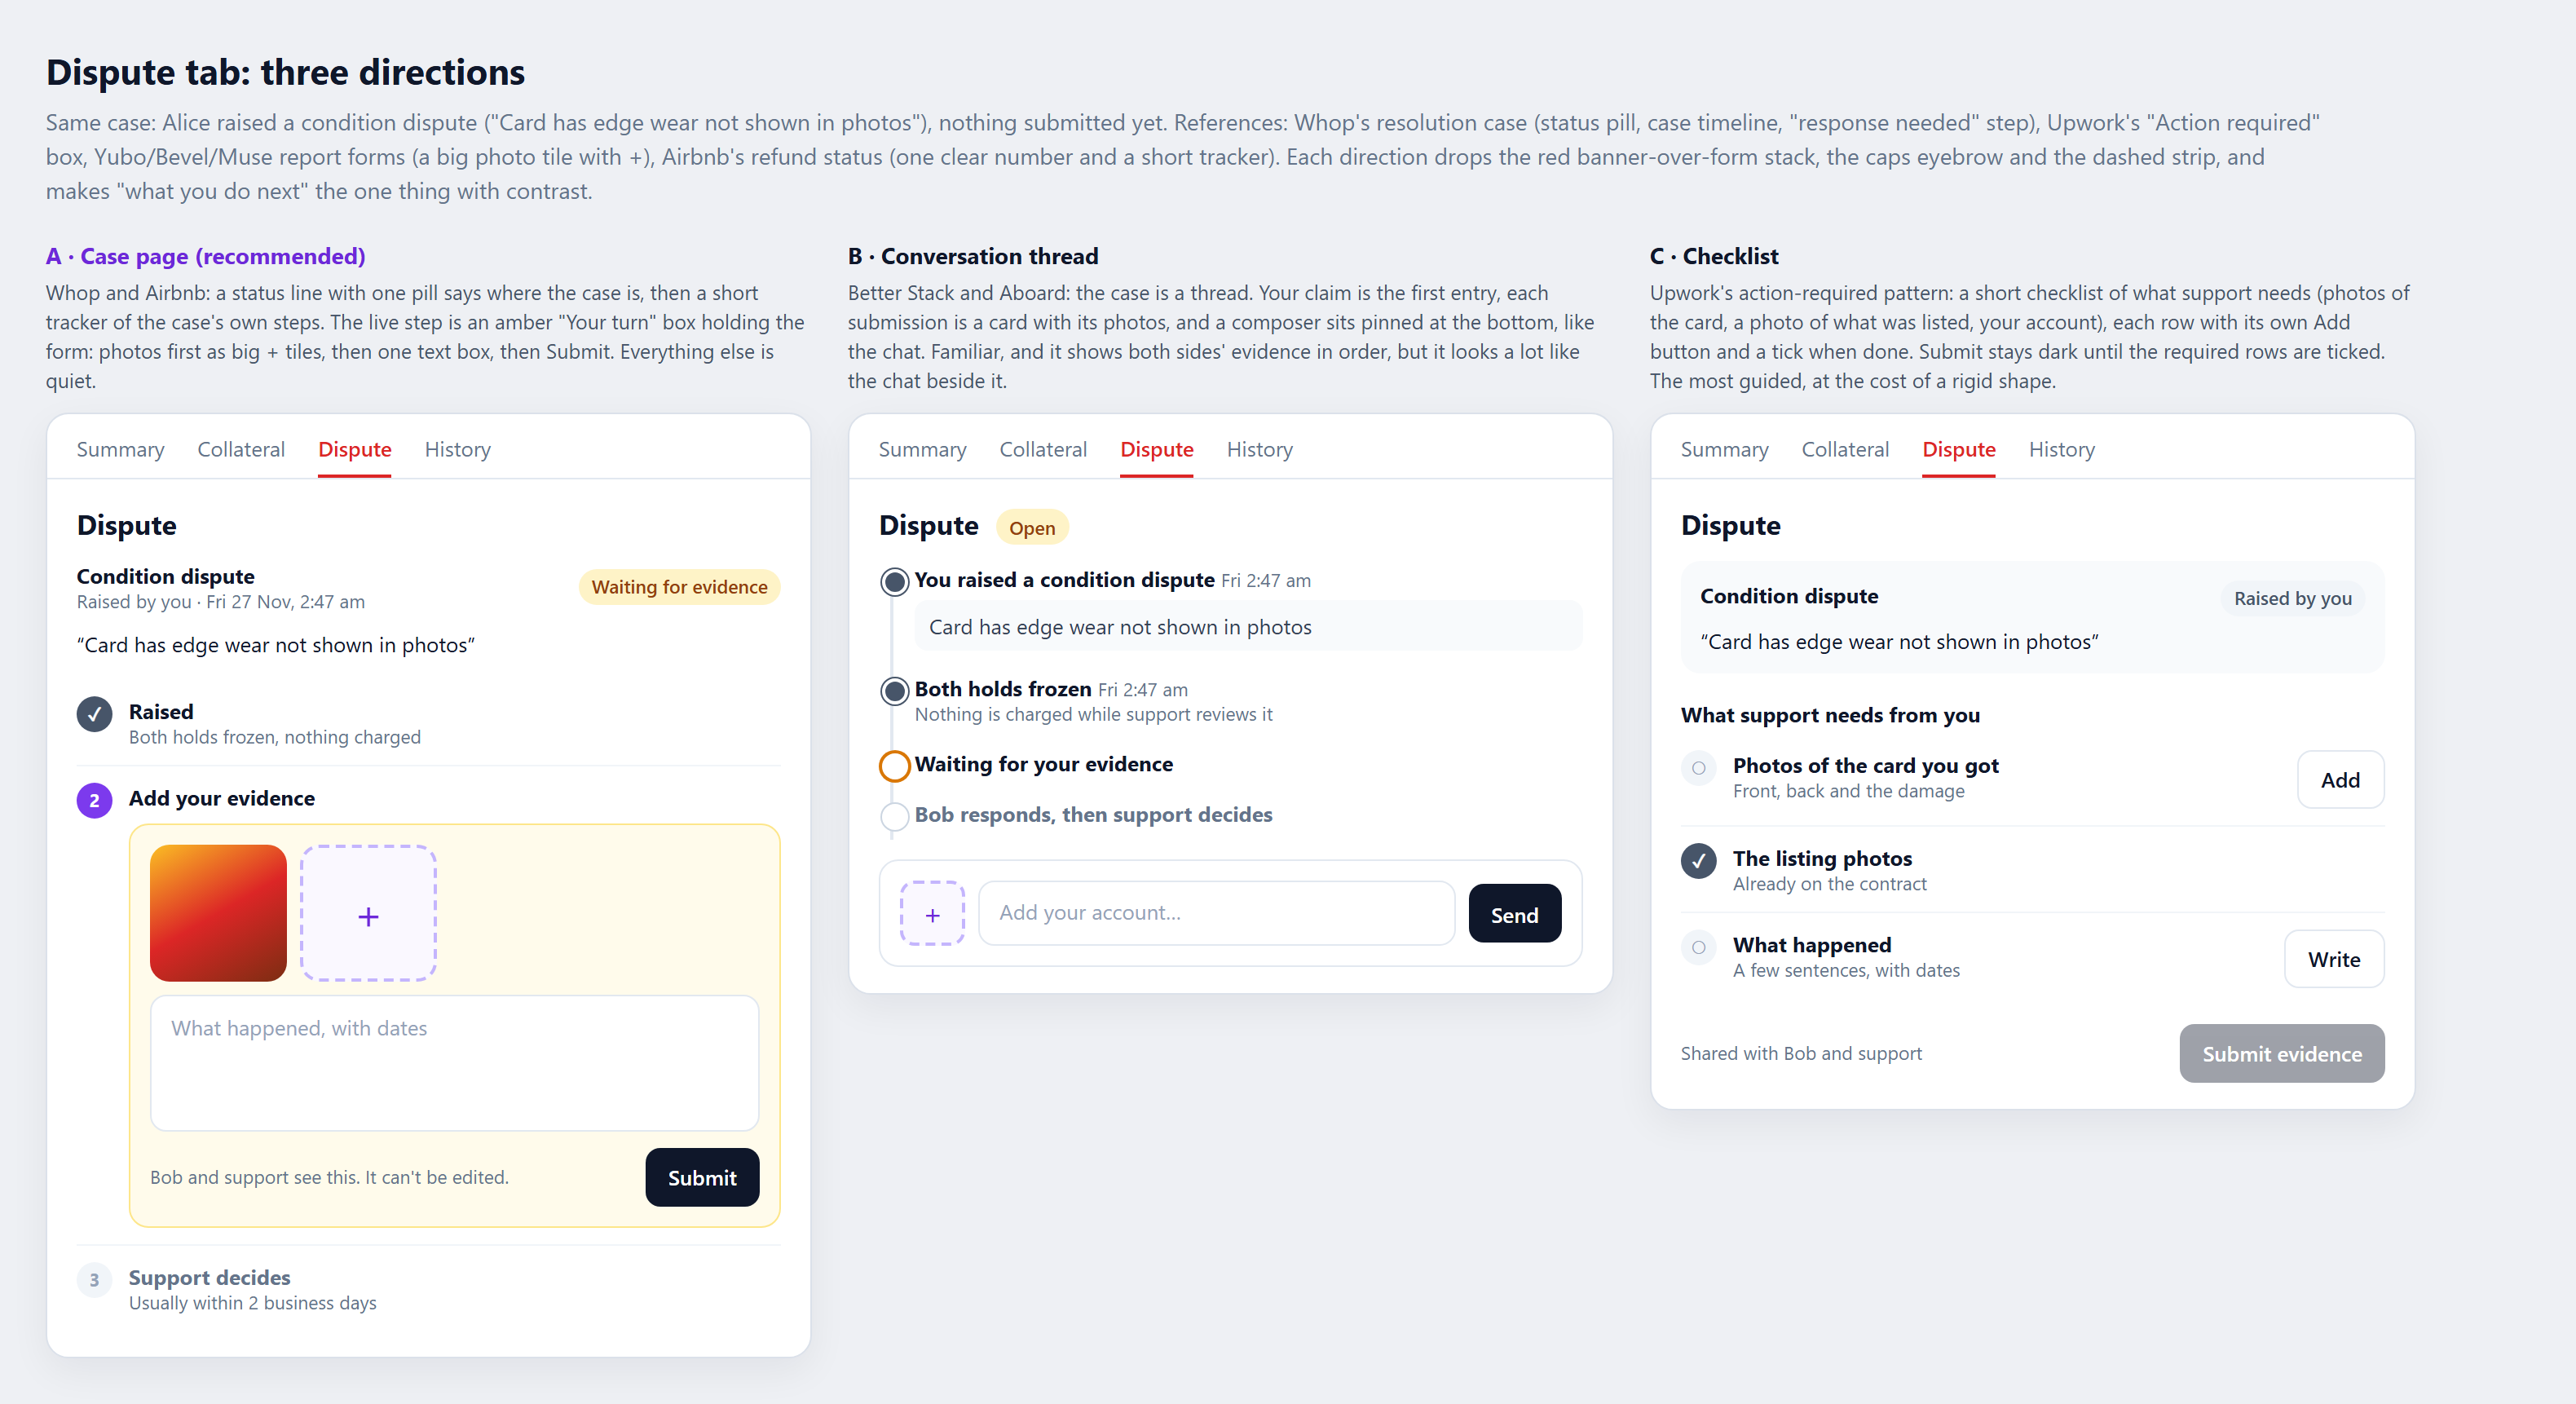 Dispute tab: three directions
Same case: Alice raised a condition dispute ("Card has edge wear not shown in photos"), nothing submitted yet. References: Whop's resolution case (status pill, case timeline, "response needed" step), Upwork's "Action required"
box, Yubo/Bevel/Muse report forms (a big photo tile with +), Airbnb's refund status (one clear number and a short tracker). Each direction drops the red banner-over-form stack, the caps eyebrow and the dashed strip, and
makes "what you do next" the one thing with contrast.
A · Case page (recommended)
Whop and Airbnb: a status line with one pill says where the case is, then a short
tracker of the case's own steps. The live step is an amber "Your turn" box holding the
form: photos first as big + tiles, then one text box, then Submit. Everything else is
quiet.
Summary Collateral Dispute History
Dispute
Condition dispute
Waiting for evidence
Raised by you · Fri 27 Nov, 2:47 am
“Card has edge wear not shown in photos”
✓ Raised
Both holds frozen, nothing charged
2 Add your evidence
+
What happened, with dates
Bob and support see this. It can't be edited.
Submit
3 Support decides
Usually within 2 business days
B · Conversation thread
Better Stack and Aboard: the case is a thread. Your claim is the first entry, each
submission is a card with its photos, and a composer sits pinned at the bottom, like
the chat. Familiar, and it shows both sides' evidence in order, but it looks a lot like
the chat beside it.
Summary Collateral Dispute History
Dispute Open
You raised a condition dispute Fri 2:47 am
Card has edge wear not shown in photos
Both holds frozen Fri 2:47 am
Nothing is charged while support reviews it
Waiting for your evidence
Bob responds, then support decides
+ Add your account... Send
C · Checklist
Upwork's action-required pattern: a short checklist of what support needs (photos of
the card, a photo of what was listed, your account), each row with its own Add
button and a tick when done. Submit stays dark until the required rows are ticked.
The most guided, at the cost of a rigid shape.
Summary Collateral Dispute History
Dispute
Condition dispute
Raised by you
“Card has edge wear not shown in photos”
What support needs from you
○ Photos of the card you got
Front, back and the damage
Add
✓ The listing photos
Already on the contract
○ What happened
A few sentences, with dates
Write
Shared with Bob and support
Submit evidence